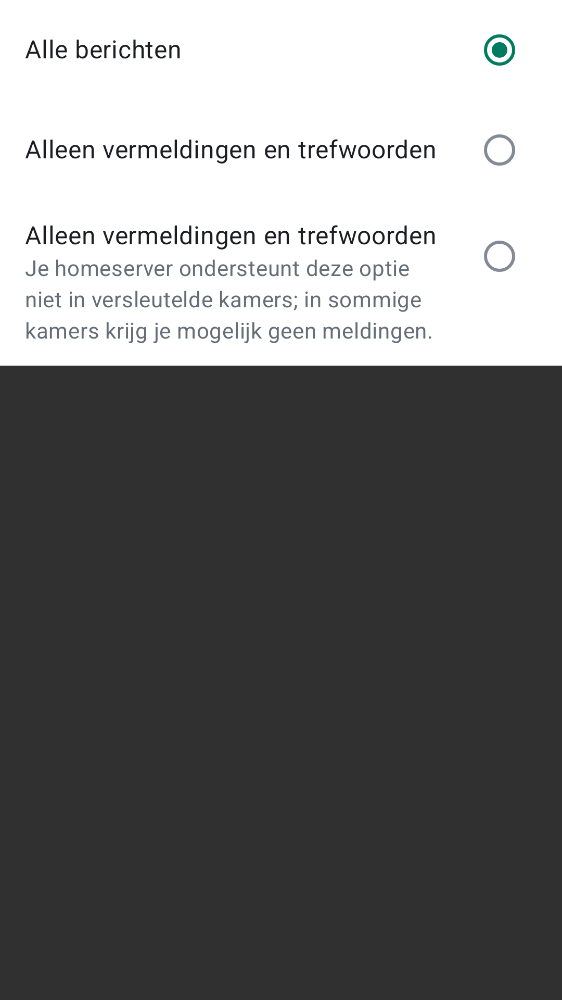 Alle berichten
Alleen vermeldingen en trefwoorden
Alleen vermeldingen en trefwoorden
Je homeserver ondersteunt deze optie
niet in versleutelde kamers; in sommige
kamers krijg je mogelijk geen meldingen.